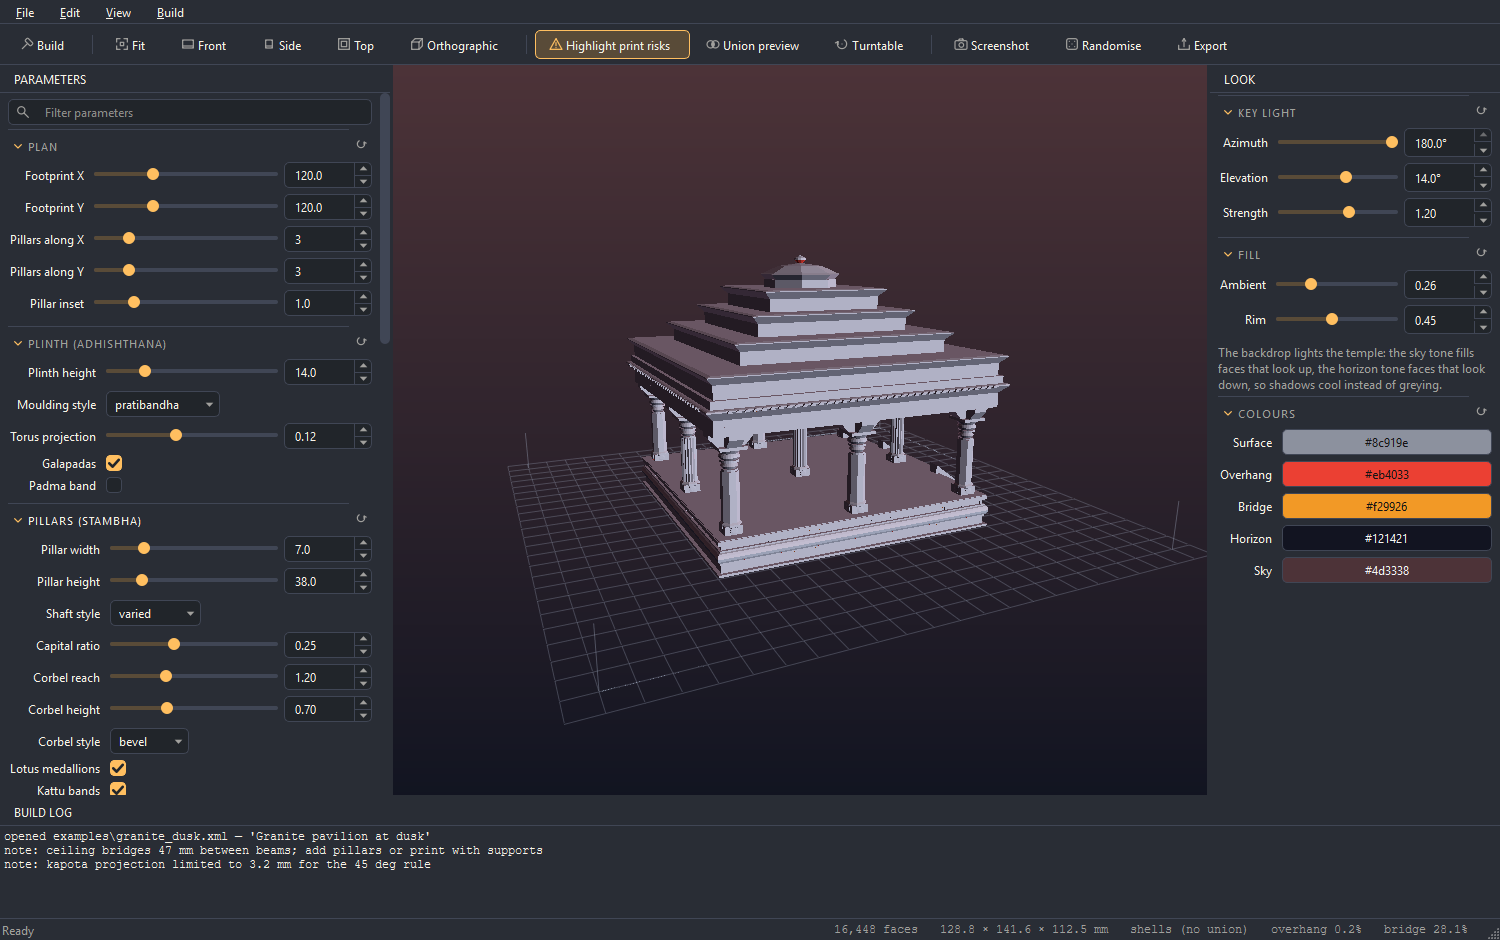 File Edit View Build
Build Fit Front Side Top Orthographic Highlight print risks Union preview Turntable Screenshot Randomise Export
PARAMETERS
Filter parameters
PLAN
Footprint X 120.0
Footprint Y 120.0
Pillars along X 3
Pillars along Y 3
Pillar inset 1.0
PLINTH (ADHISHTHANA)
Plinth height 14.0
Moulding style pratibandha
Torus projection 0.12
Galapadas
Padma band
PILLARS (STAMBHA)
Pillar width 7.0
Pillar height 38.0
Shaft style varied
Capital ratio 0.25
Corbel reach 1.20
Corbel height 0.70
Corbel style bevel
Lotus medallions
Kattu bands
LOOK
KEY LIGHT
Azimuth 180.0°
Elevation 14.0°
Strength 1.20
FILL
Ambient 0.26
Rim 0.45
The backdrop lights the temple: the sky tone fills
faces that look up, the horizon tone faces that look
down, so shadows cool instead of greying.
COLOURS
Surface #8c919e
Overhang #eb4033
Bridge #f29926
Horizon #121421
Sky #4d3338
BUILD LOG
opened examples\granite_dusk.xml — 'Granite pavilion at dusk'
note: ceiling bridges 47 mm between beams; add pillars or print with supports
note: kapota projection limited to 3.2 mm for the 45 deg rule
Ready 16,448 faces 128.8 × 141.6 × 112.5 mm shells (no union) overhang 0.2% bridge 28.1%